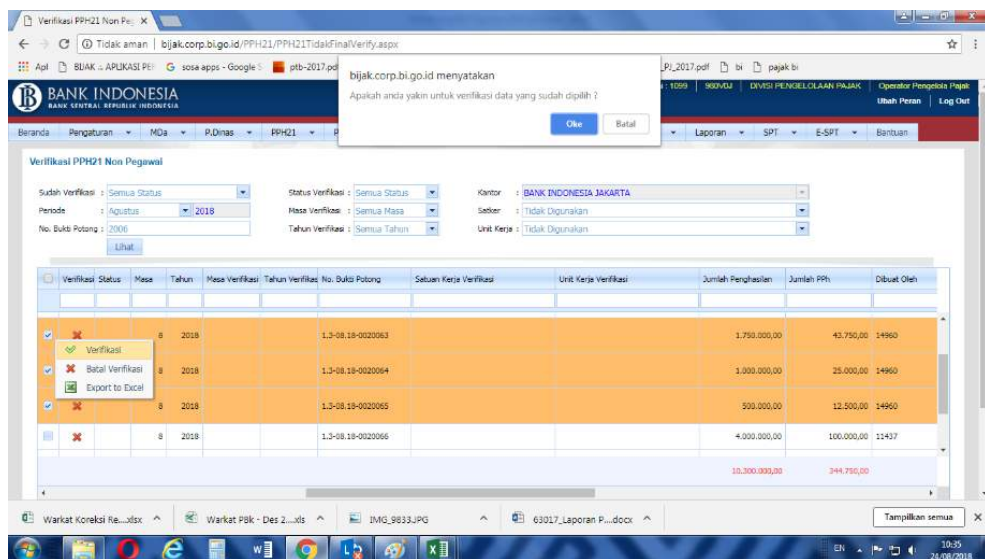 Verifikasi PPH21 Non Pe
Tidak aman | bijak.corp.bi.go.id/PPH21/PPH21TidakFinalVerify.aspx
Apl BIJAK :: APLIKASI PE sosa apps - Google S ptb-2017.pd _PJ_2017.pdf bi pajak bi
bijak.corp.bi.go.id menyatakan
Apakah anda yakin untuk verifikasi data yang sudah dipilih ?
Oke Batal
BANK INDONESIA
BANK SENTRAL REPUBLIK INDONESIA
: 1099 DIVISI PENGELOLAAN PAJAK Operator Pengelola Pajak
Ubah Peran | Log Out
Beranda Pengaturan MDa P.Dinas PPH21 Laporan SPT E-SPT Bantuan
Verifikasi PPH21 Non Pegawai
Sudah Verifikasi : Semua Status Status Verifikasi : Semua Status Kantor : BANK INDONESIA JAKARTA
Periode : Agustus 2018 Masa Verifikasi : Semua Masa Satker : Tidak Digunakan
No. Bukti Potong : 2006 Tahun Verifikasi : Semua Tahun Unit Kerja : Tidak Digunakan
Lihat
Verifikasi Status Masa Tahun Masa Verifikasi Tahun Verifikas No. Bukti Potong Satuan Kerja Verifikasi Unit Kerja Verifikasi Jumlah Penghasilan Jumlah PPh Dibuat Oleh
8 2018 1.3-08.18-0020063 1.750.000,00 43.750,00 14960
Verifikasi
Batal Verifikasi 8 2018 1.3-08.18-0020064 1.000.000,00 25.000,00 14960
Export to Excel
8 2018 1.3-08.18-0020065 500.000,00 12.500,00 14960
8 2018 1.3-08.18-0020066 4.000.000,00 100.000,00 11437
10.300.000,00 344.750,00
Warkat Koreksi Re....xlsx Warkat PBk - Des 2....xls IMG_9833.JPG 63017_Laporan P....docx Tampilkan semua
EN 10:35
24/08/2018